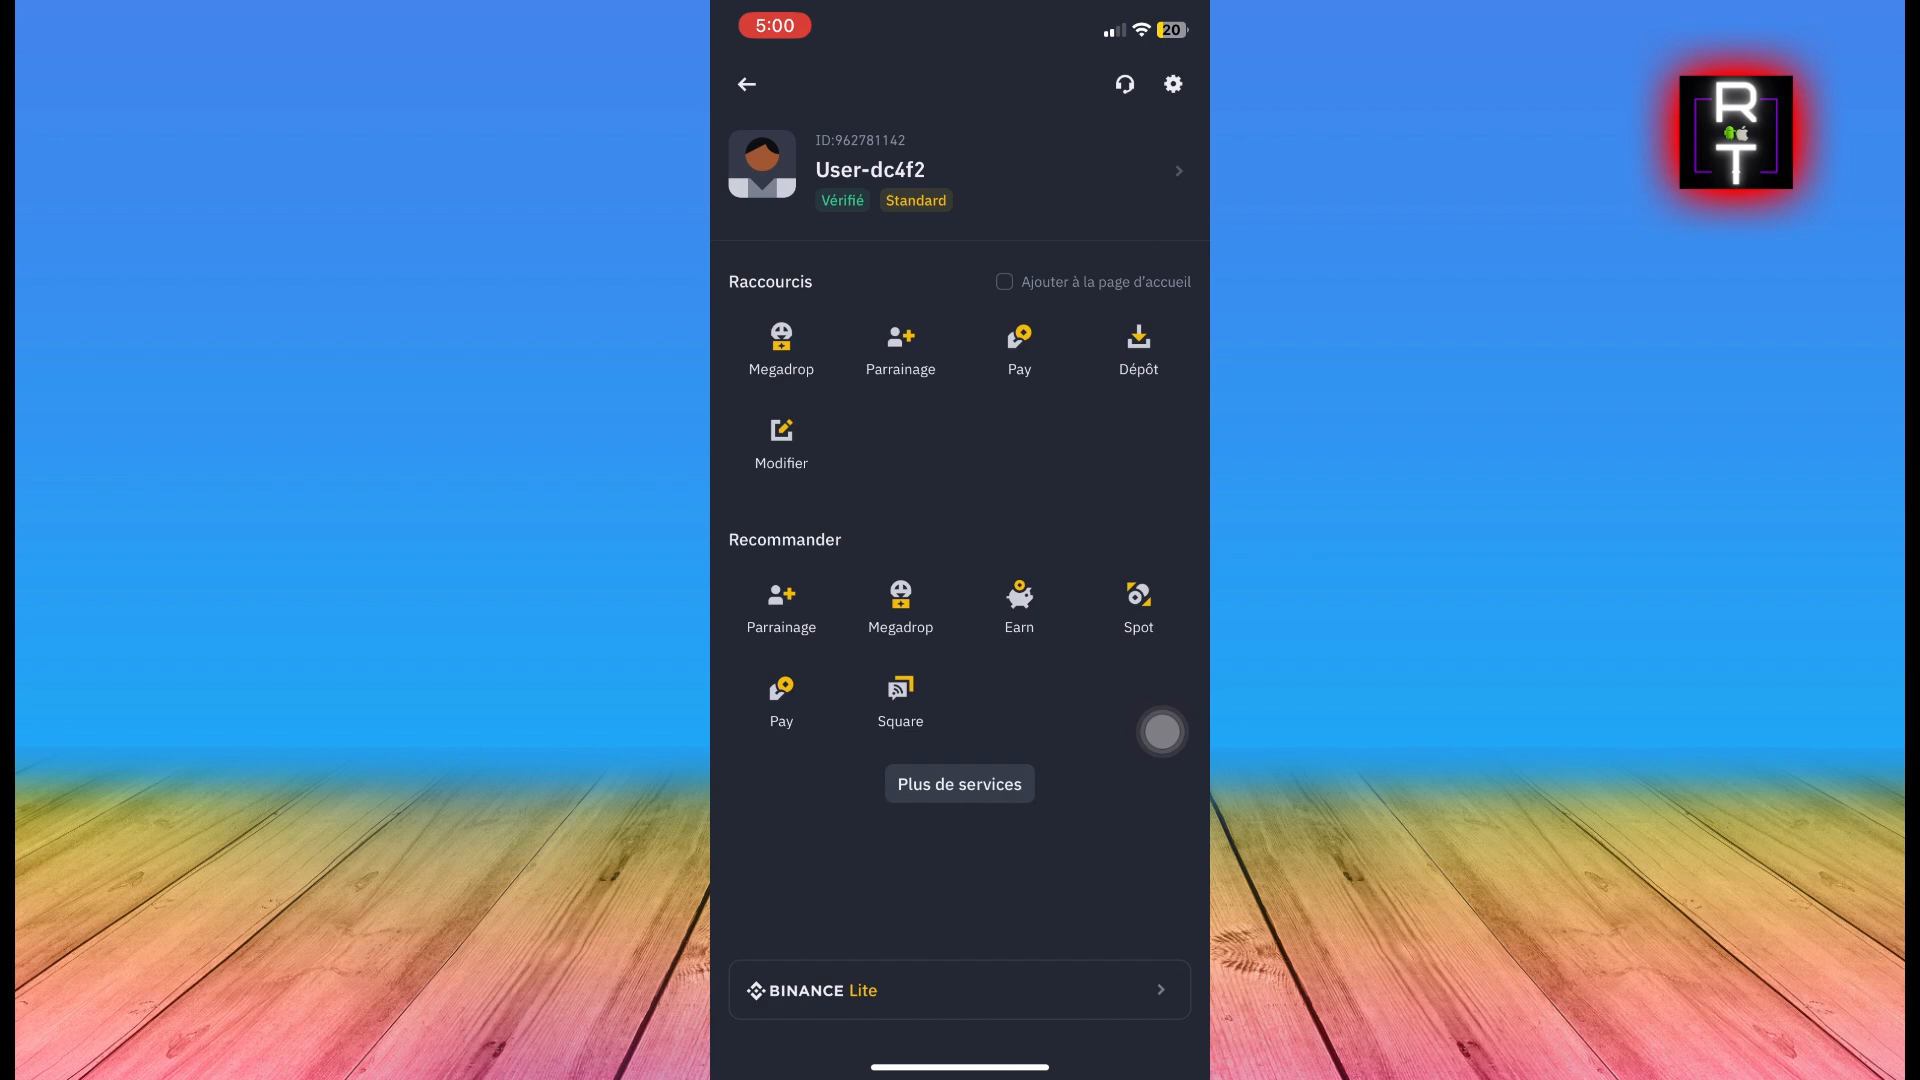 5:00
20
R
T
ID:962781142
User-dc4f2
Vérifié Standard
Raccourcis
Ajouter à la page d’accueil
Megadrop Parrainage Pay Dépôt
Modifier
Recommander
Parrainage Megadrop Earn Spot
Pay Square
Plus de services
BINANCE Lite